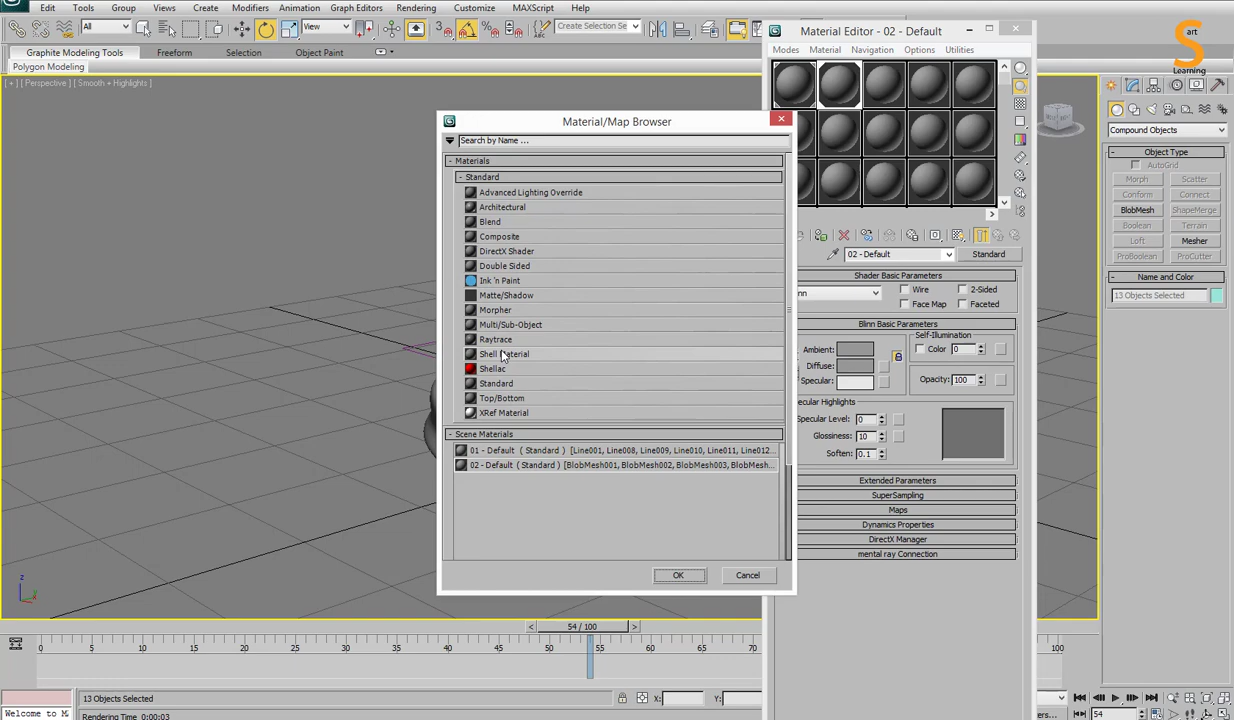 Edit Tools Group Views Create Modifiers Animation Graph Editors Rendering Customize MAXScript Help
All
View
Create Selection Se
Graphite Modeling Tools Freeform Selection Object Paint
Polygon Modeling
[ + ] [ Perspective ] [ Smooth + Highlights ]
Material Editor - 02 - Default
Modes Material Navigation Options Utilities
art
S
Learning
Material/Map Browser
Search by Name ...
- Materials
- Standard
Advanced Lighting Override
Architectural
Blend
Composite
DirectX Shader
Double Sided
Ink 'n Paint
Matte/Shadow
Morpher
Multi/Sub-Object
Raytrace
Shell Material
Shellac
Standard
Top/Bottom
XRef Material
- Scene Materials
01 - Default ( Standard ) [Line001, Line008, Line009, Line010, Line011, Line012...
02 - Default ( Standard ) [BlobMesh001, BlobMesh002, BlobMesh003, BlobMesh...
OK Cancel
02 - Default Standard
Shader Basic Parameters
Wire 2-Sided
Face Map Faceted
Blinn Basic Parameters
Self-Illumination
Ambient: Color 0
Diffuse:
Specular: Opacity: 100
ecular Highlights
Specular Level: 0
Glossiness: 10
Soften: 0.1
Extended Parameters
SuperSampling
Maps
Dynamics Properties
DirectX Manager
mental ray Connection
Compound Objects
- Object Type
AutoGrid
Morph Scatter
Conform Connect
BlobMesh ShapeMerge
Boolean Terrain
Loft Mesher
ProBoolean ProCutter
- Name and Color
13 Objects Selected
z
x
< 54 / 100 >
0 5 10 15 20 25 30 35 40 45 50 55 60 65 70 100
13 Objects Selected X: Y:
Welcome to M
Rendering Time 0:00:03
54